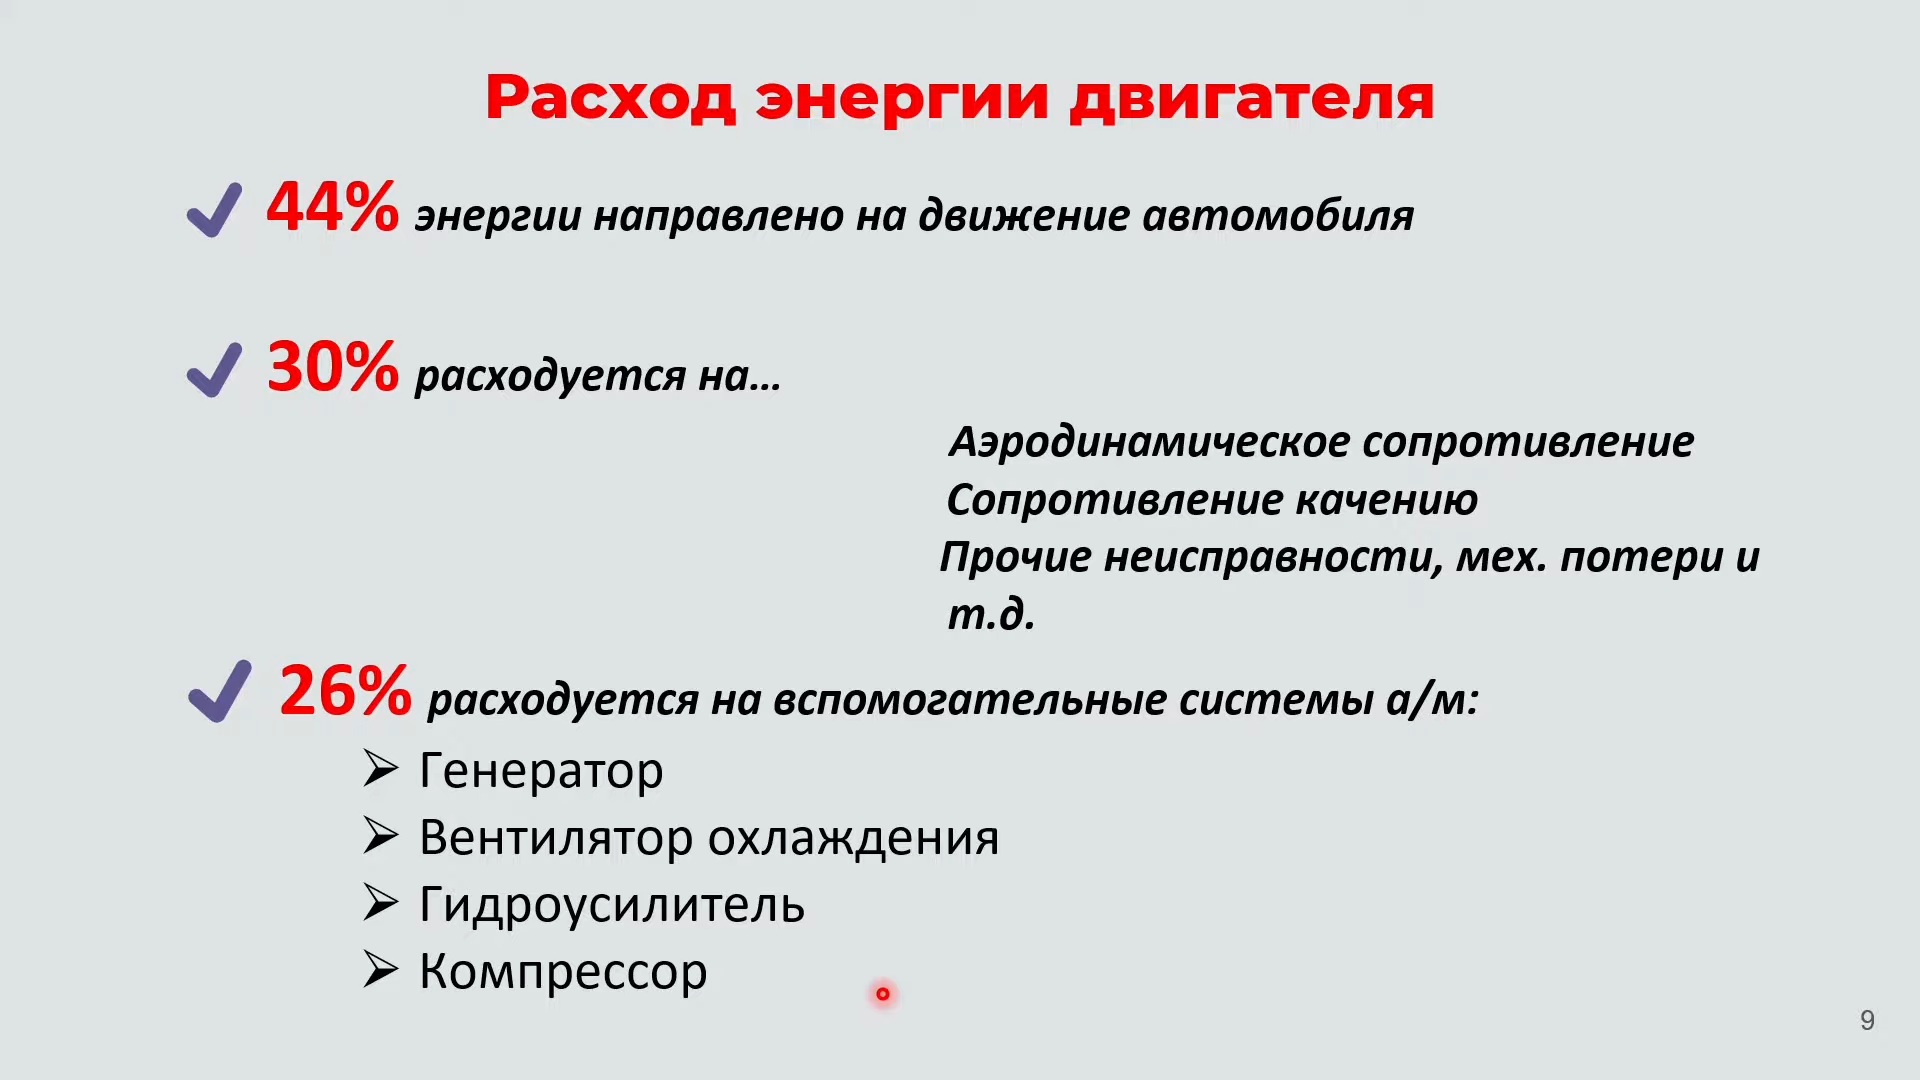 Расход энергии двигателя
44% энергии направлено на движение автомобиля
30% расходуется на...
Аэродинамическое сопротивление
Сопротивление качению
Прочие неисправности, мех. потери и
т.д.
26% расходуется на вспомогательные системы а/м:
Генератор
Вентилятор охлаждения
Гидроусилитель
Компрессор
9